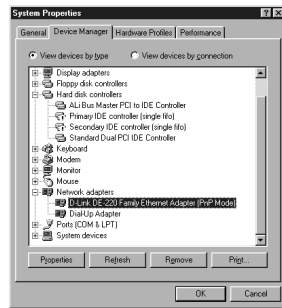 System Properties
General Device Manager Hardware Profiles Performance
View devices by type View devices by connection
Display adapters
Floppy disk controllers
Hard disk controllers
ALi Bus Master PCI to IDE Controller
Primary IDE controller (single fifo)
Secondary IDE controller (single fifo)
Standard Dual PCI IDE Controller
Keyboard
Modem
Monitor
Mouse
Network adapters
D-Link DE-220 Family Ethernet Adapter (PnP Mode)
Dial-Up Adapter
Ports (COM & LPT)
System devices
Properties Refresh Remove Print...
OK Cancel